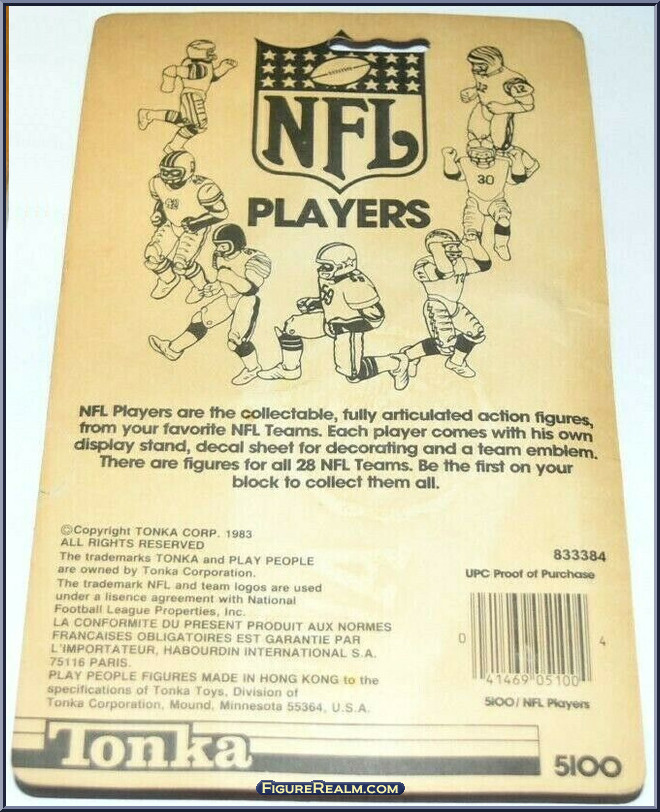 NFL
PLAYERS
12
30
49
59
73
NFL Players are the collectable, fully articulated action figures,
from your favorite NFL Teams. Each player comes with his own
display stand, decal sheet for decorating and a team emblem.
There are figures for all 28 NFL Teams. Be the first on your
block to collect them all.
©Copyright TONKA CORP. 1983
ALL RIGHTS RESERVED
The trademarks TONKA and PLAY PEOPLE
are owned by Tonka Corporation.
The trademark NFL and team logos are used
under a lisence agreement with National
Football League Properties, Inc.
LA CONFORMITE DU PRESENT PRODUIT AUX NORMES
FRANCAISES OBLIGATOIRES EST GARANTIE PAR
L'IMPORTATEUR, HABOURDIN INTERNATIONAL S.A.
75116 PARIS.
PLAY PEOPLE FIGURES MADE IN HONG KONG to the
specifications of Tonka Toys, Division of
Tonka Corporation, Mound, Minnesota 55364, U.S.A.
833384
UPC Proof of Purchase
0 41469 05100 4
5100/ NFL Players
Tonka
5100
FIGUREREALM.COM